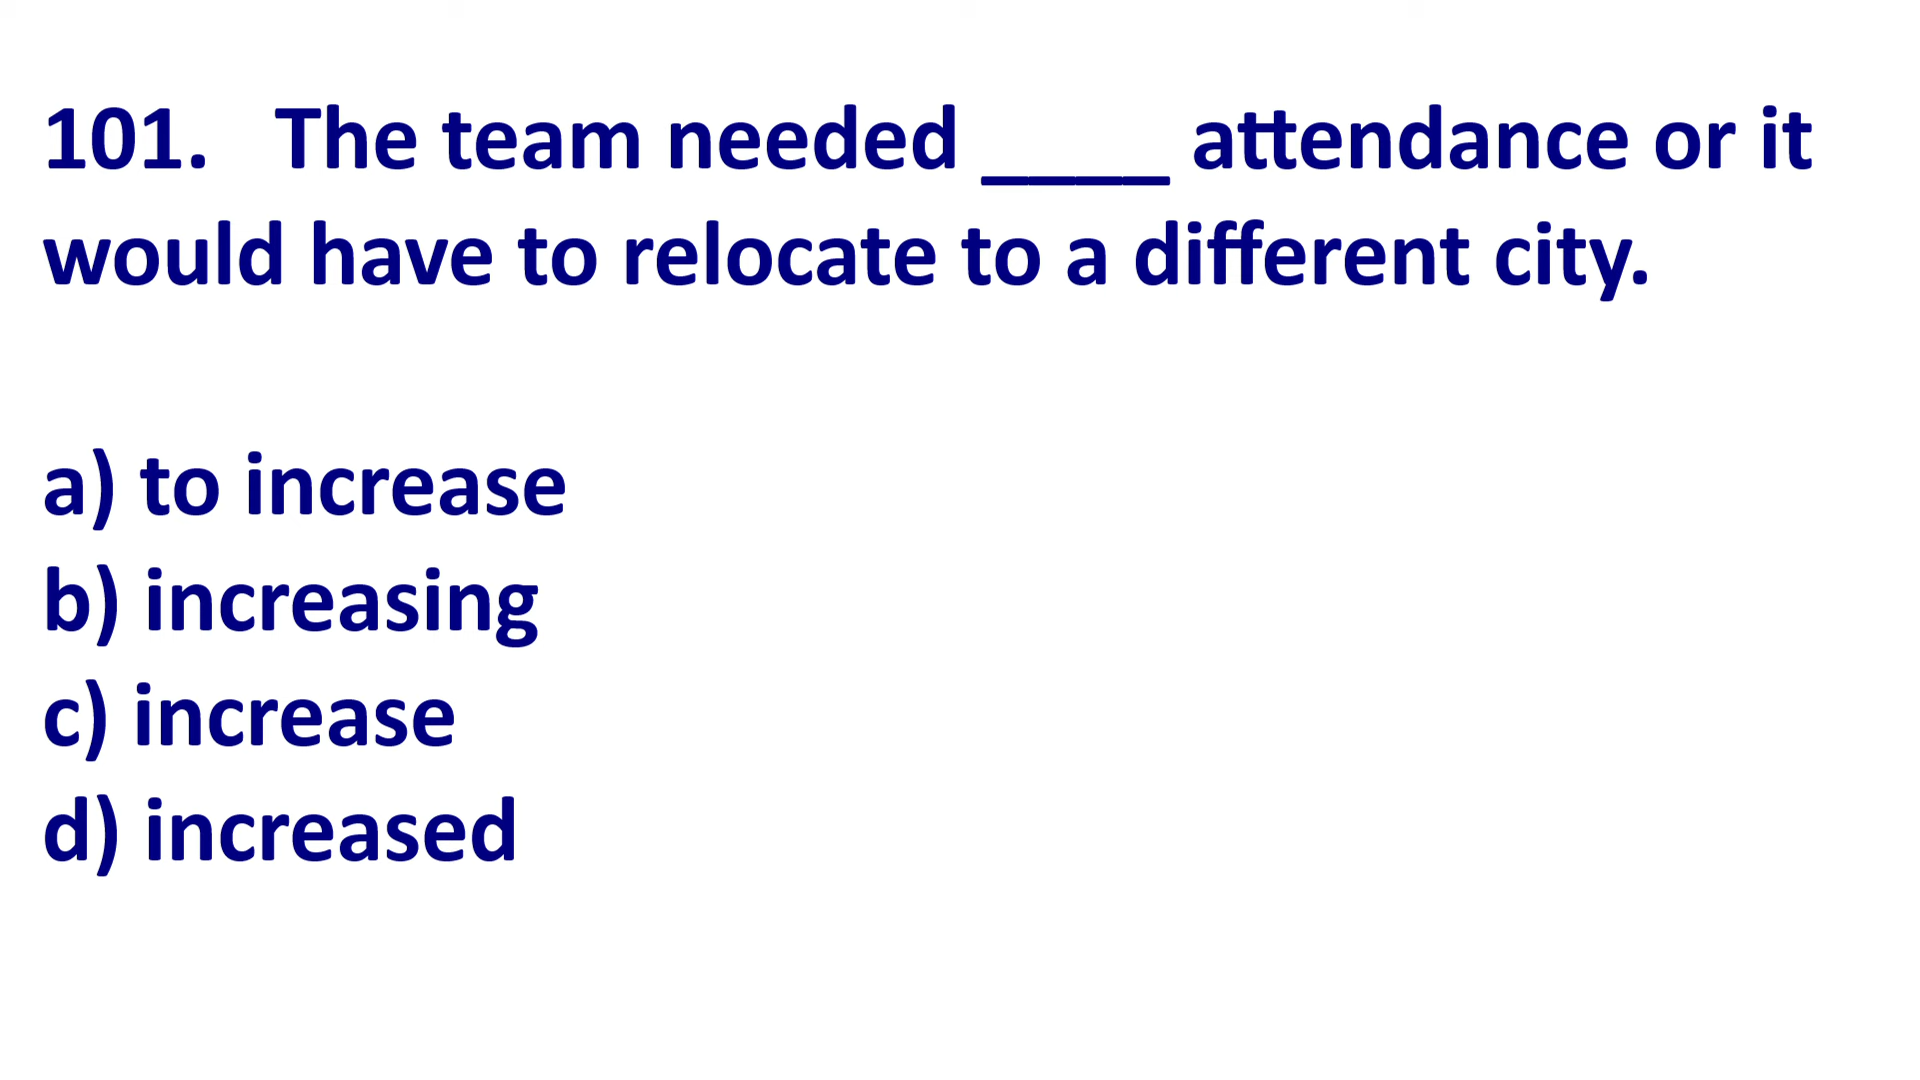 101. The team needed ____ attendance or it
would have to relocate to a different city.
a) to increase
b) increasing
c) increase
d) increased